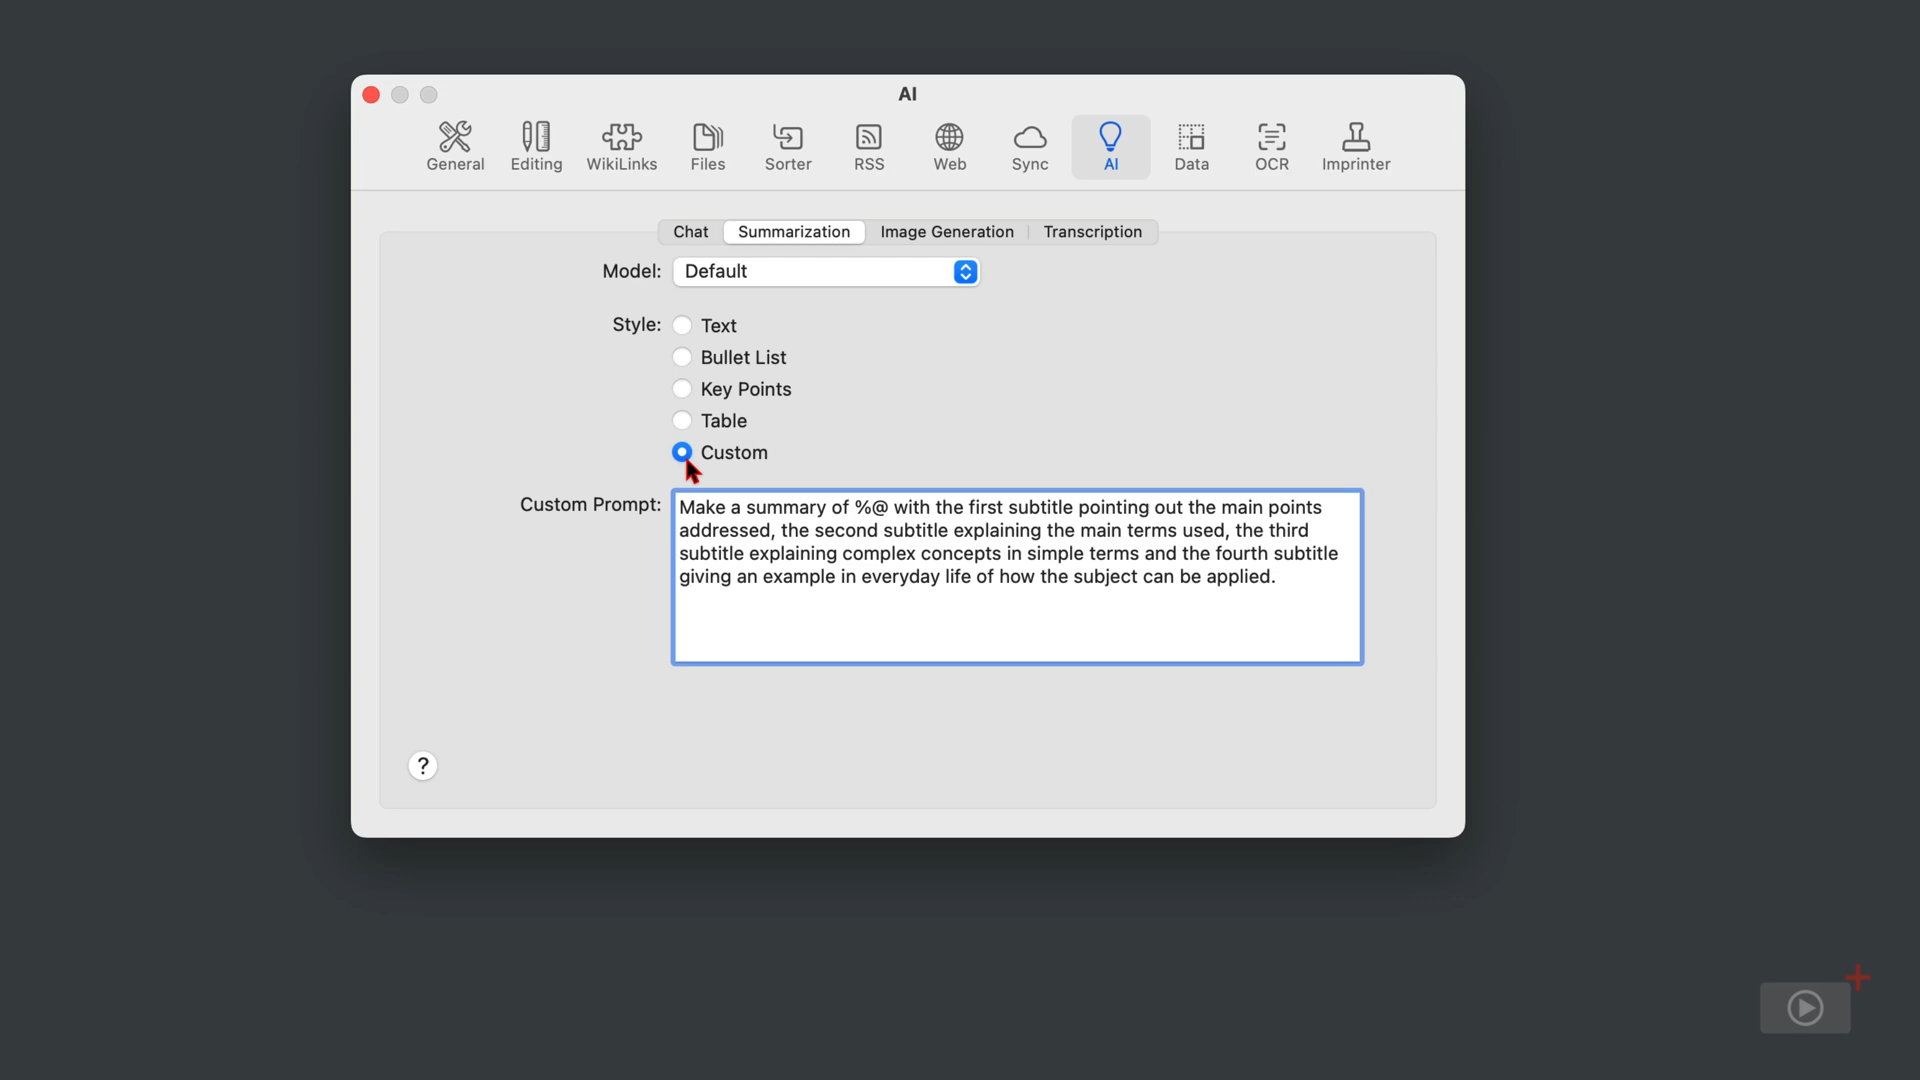 AI
General Editing WikiLinks Files Sorter RSS Web Sync AI Data OCR Imprinter
Chat Summarization Image Generation Transcription
Model: Default
Style: Text
Bullet List
Key Points
Table
Custom
Custom Prompt: Make a summary of %@ with the first subtitle pointing out the main points
addressed, the second subtitle explaining the main terms used, the third
subtitle explaining complex concepts in simple terms and the fourth subtitle
giving an example in everyday life of how the subject can be applied.
?